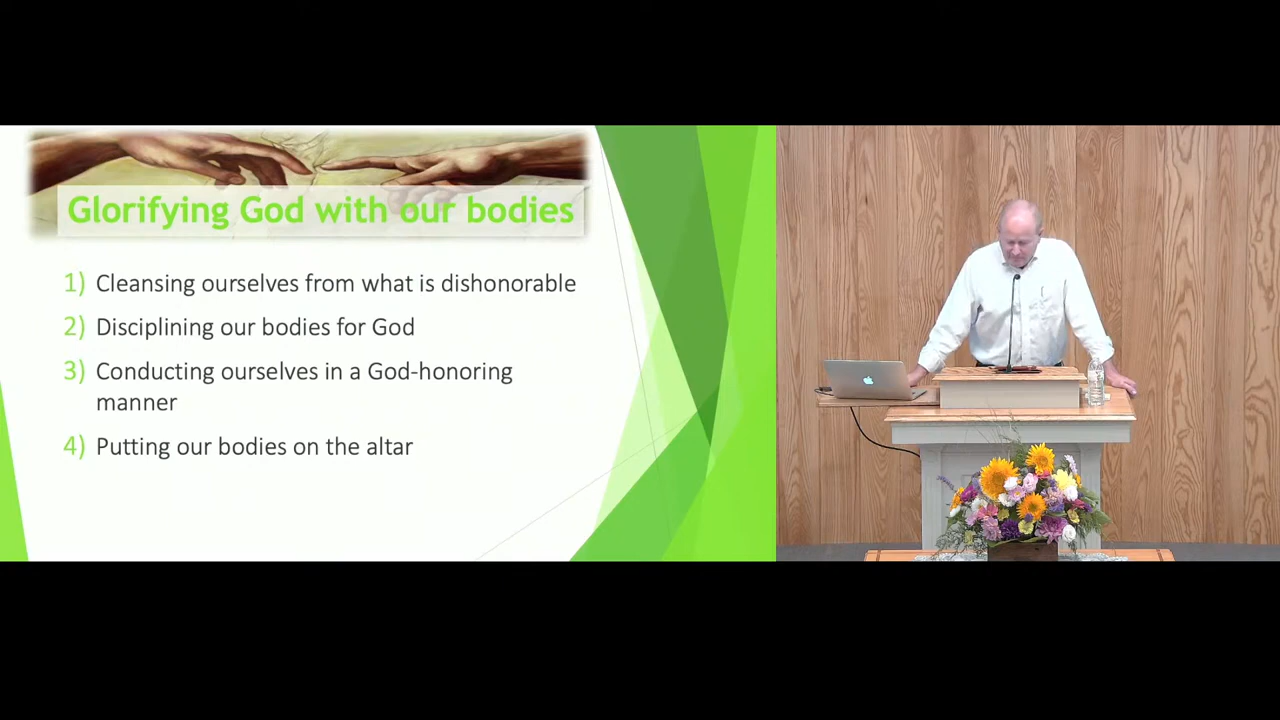 Glorifying God with our bodies
1) Cleansing ourselves from what is dishonorable
2) Disciplining our bodies for God
3) Conducting ourselves in a God-honoring
manner
4) Putting our bodies on the altar